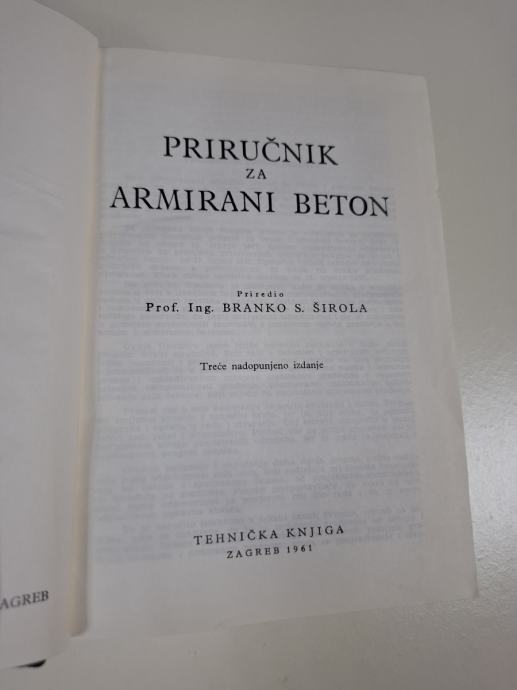 PRIRUČNIK
ZA
ARMIRANI BETON
Priredio
Prof. Ing. BRANKO S. ŠIROLA
Treće nadopunjeno izdanje
TEHNIČKA KNJIGA
ZAGREB 1961
AGREB